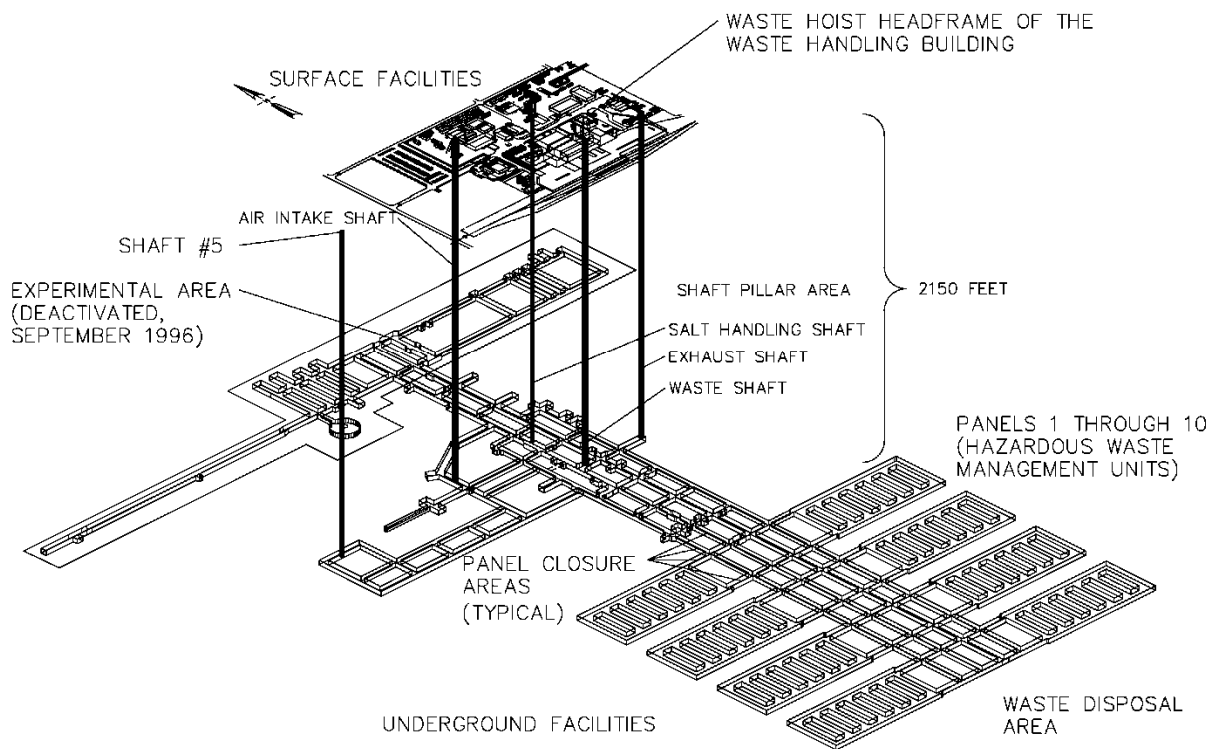 WASTE HOIST HEADFRAME OF THE
WASTE HANDLING BUILDING
SURFACE FACILITIES
AIR INTAKE SHAFT
SHAFT #5
EXPERIMENTAL AREA
(DEACTIVATED,
SEPTEMBER 1996)
SHAFT PILLAR AREA
2150 FEET
SALT HANDLING SHAFT
EXHAUST SHAFT
WASTE SHAFT
PANELS 1 THROUGH 10
(HAZARDOUS WASTE
MANAGEMENT UNITS)
PANEL CLOSURE
AREAS
(TYPICAL)
WASTE DISPOSAL
AREA
UNDERGROUND FACILITIES